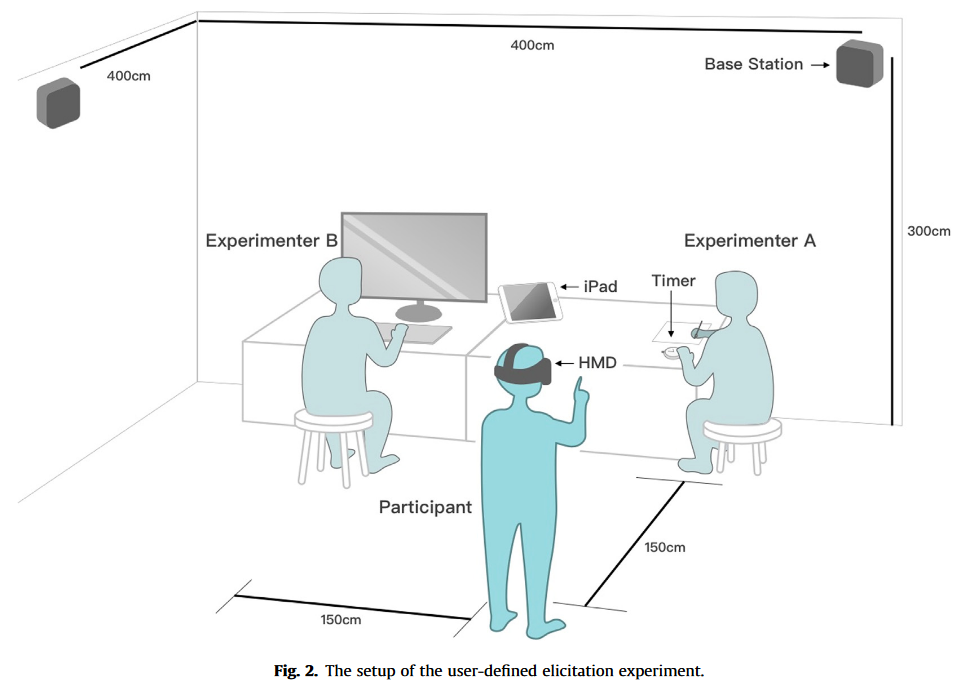 400cm
400cm
Base Station
300cm
Experimenter B
Experimenter A
iPad
Timer
HMD
Participant
150cm
150cm
Fig. 2. The setup of the user-defined elicitation experiment.